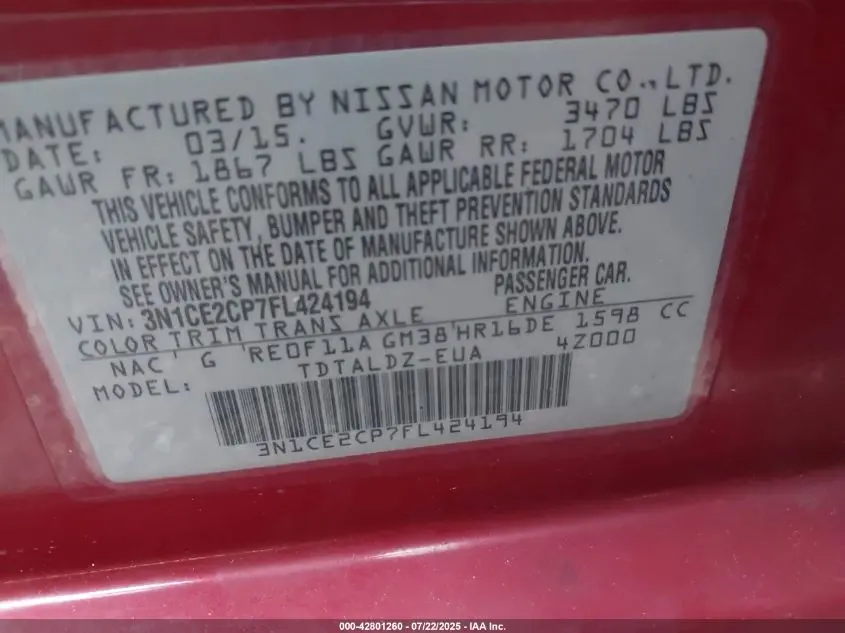 MANUFACTURED BY NISSAN MOTOR CO., LTD.
DATE: 03/15. GVWR: 3470 LBS
GAWR FR: 1867 LBS GAWR RR: 1704 LBS
THIS VEHICLE CONFORMS TO ALL APPLICABLE FEDERAL MOTOR
VEHICLE SAFETY, BUMPER AND THEFT PREVENTION STANDARDS
IN EFFECT ON THE DATE OF MANUFACTURE SHOWN ABOVE.
SEE OWNER'S MANUAL FOR ADDITIONAL INFORMATION.
VIN: 3N1CE2CP7FL424194 PASSENGER CAR.
COLOR TRIM TRANS AXLE ENGINE
NAC G RE0F11A GM38 HR16DE 1598 CC
MODEL: TDTALDZ-EUA 4Z000
3N1CE2CP7FL424194
000-42801260 - 07/22/2025 - IAA Inc.